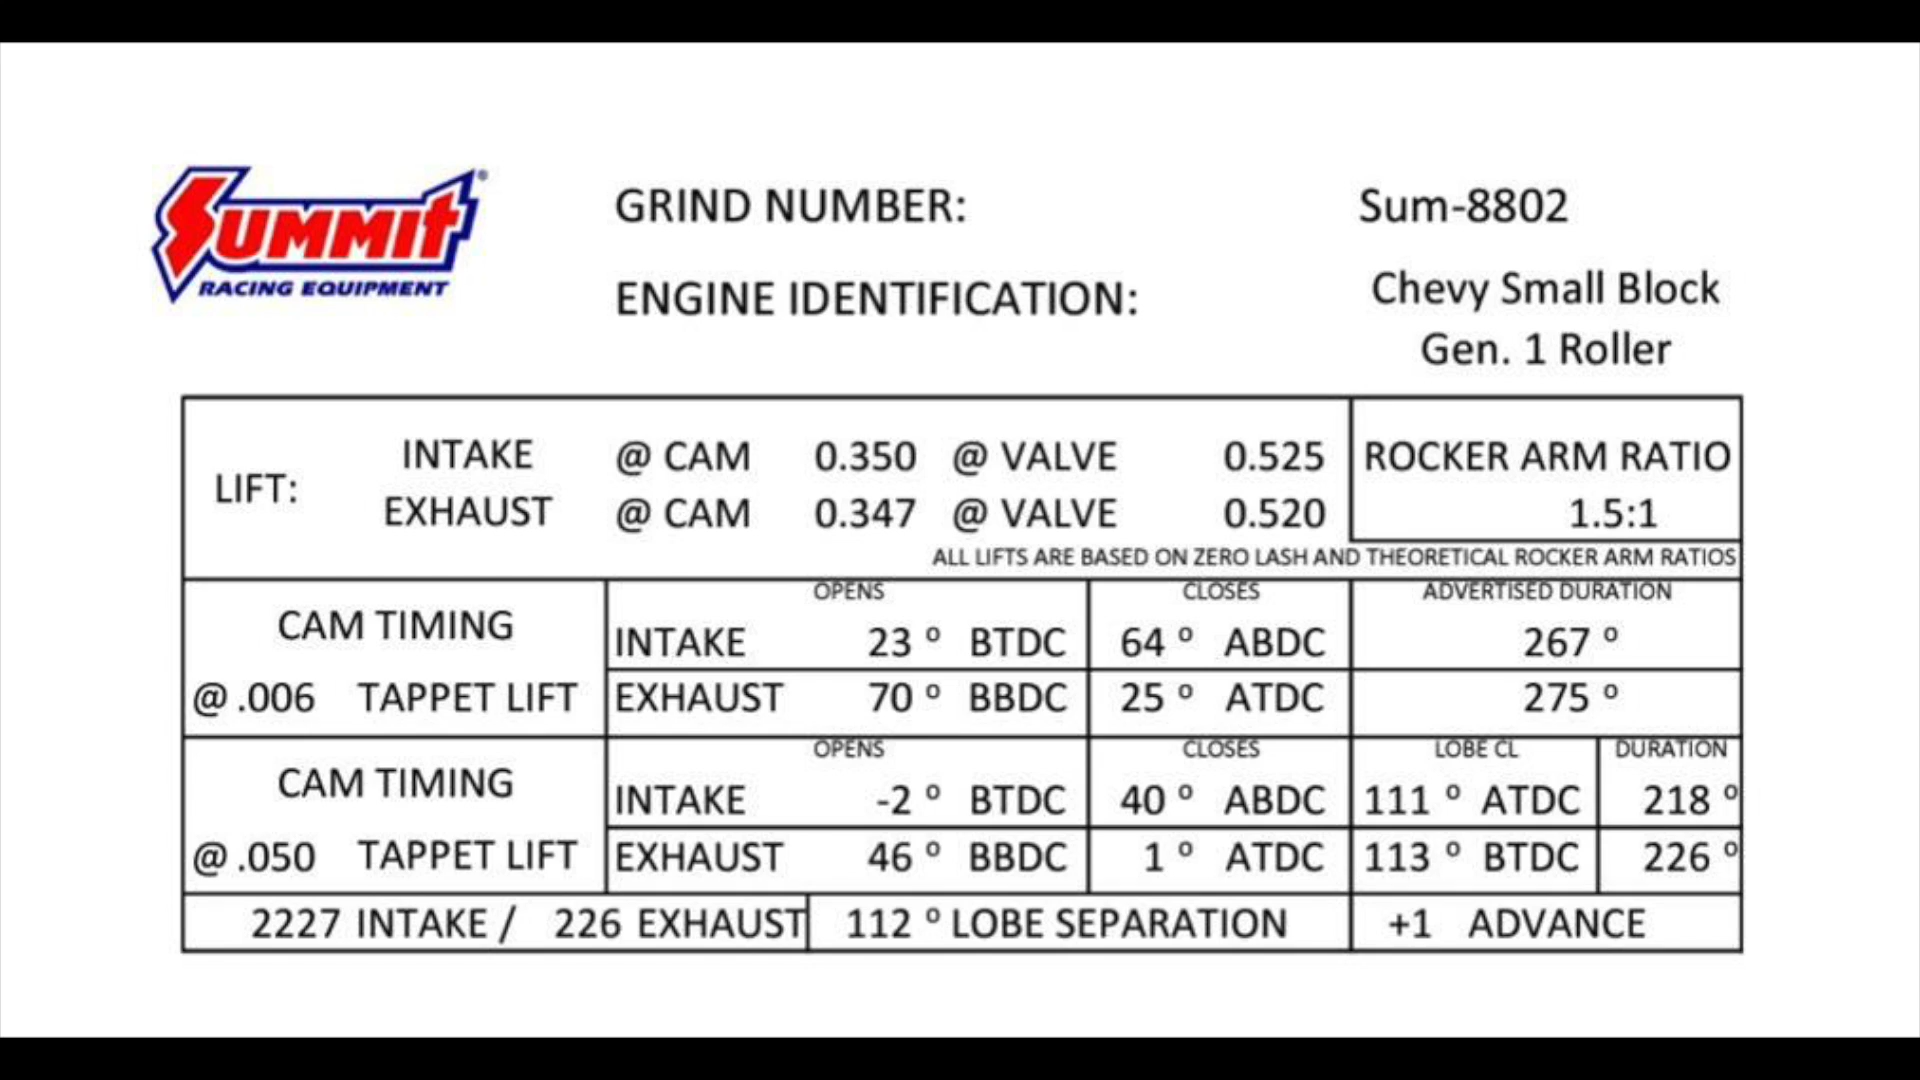 SUMMIT®
RACING EQUIPMENT
GRIND NUMBER: Sum-8802
ENGINE IDENTIFICATION: Chevy Small Block
Gen. 1 Roller
LIFT:
INTAKE @ CAM 0.350 @ VALVE 0.525
EXHAUST @ CAM 0.347 @ VALVE 0.520
ROCKER ARM RATIO
1.5:1
ALL LIFTS ARE BASED ON ZERO LASH AND THEORETICAL ROCKER ARM RATIOS
CAM TIMING
@ .006 TAPPET LIFT
OPENS CLOSES ADVERTISED DURATION
INTAKE 23 º BTDC 64 º ABDC 267 º
EXHAUST 70 º BBDC 25 º ATDC 275 º
CAM TIMING
@ .050 TAPPET LIFT
OPENS CLOSES LOBE CL DURATION
INTAKE -2 º BTDC 40 º ABDC 111 º ATDC 218 º
EXHAUST 46 º BBDC 1 º ATDC 113 º BTDC 226 º
2227 INTAKE / 226 EXHAUST 112 º LOBE SEPARATION +1 ADVANCE